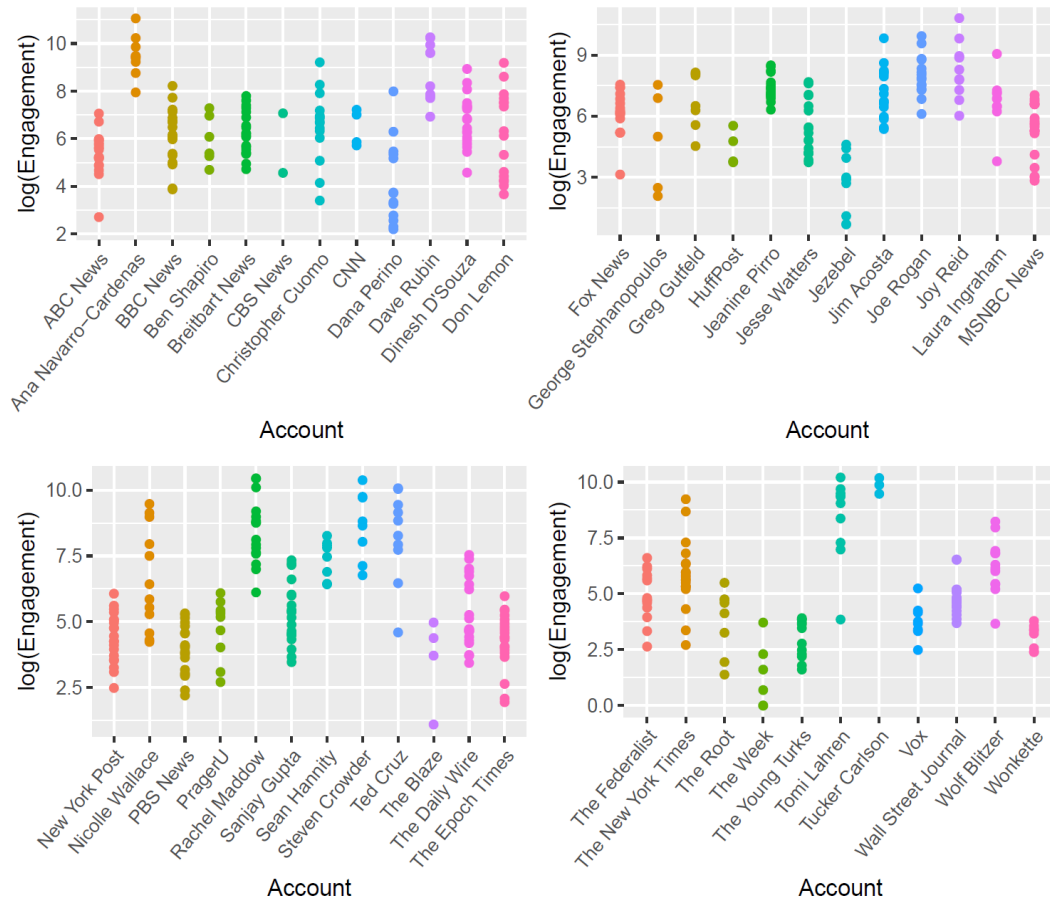 log(Engagement)
10
8
6
4
2
ABC News
Ana Navarro−Cardenas
BBC News
Ben Shapiro
Breitbart News
CBS News
Christopher Cuomo
CNN
Dana Perino
Dave Rubin
Dinesh D'Souza
Don Lemon
Account
log(Engagement)
9
6
3
Fox News
George Stephanopoulos
Greg Gutfeld
HuffPost
Jeanine Pirro
Jesse Watters
Jezebel
Jim Acosta
Joe Rogan
Joy Reid
Laura Ingraham
MSNBC News
Account
log(Engagement)
10.0
7.5
5.0
2.5
New York Post
Nicolle Wallace
PBS News
PragerU
Rachel Maddow
Sanjay Gupta
Sean Hannity
Steven Crowder
Ted Cruz
The Blaze
The Daily Wire
The Epoch Times
Account
log(Engagement)
10.0
7.5
5.0
2.5
0.0
The Federalist
The New York Times
The Root
The Week
The Young Turks
Tomi Lahren
Tucker Carlson
Vox
Wall Street Journal
Wolf Blitzer
Wonkette
Account